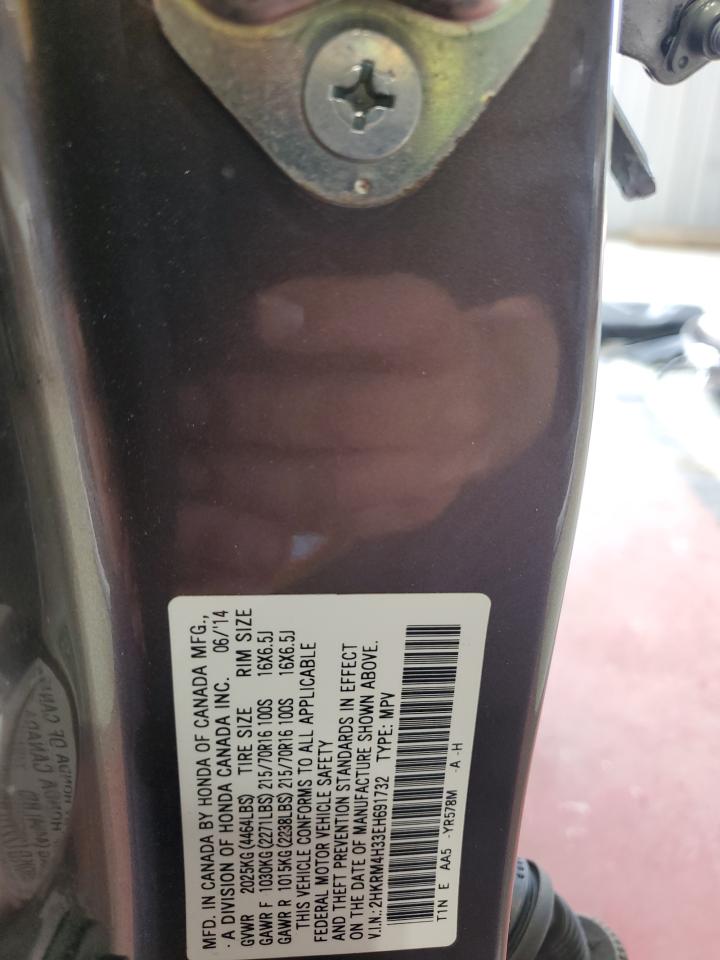 MFD. IN CANADA BY HONDA OF CANADA MFG.,
A DIVISION OF HONDA CANADA INC. 06/'14
GVWR 2025KG(4464LBS) TIRE SIZE RIM SIZE
GAWR F 1030KG(2271LBS)215/70R16 100S 16X6.5J
GAWR R 1015KG(2238LBS)215/70R16 100S 16X6.5J
THIS VEHICLE CONFORMS TO ALL APPLICABLE
FEDERAL MOTOR VEHICLE SAFETY
AND THEFT PREVENTION STANDARDS IN EFFECT
ON THE DATE OF MANUFACTURE SHOWN ABOVE.
V.I.N.:2HKRM4H33EH691732 TYPE: MPV
T1N E AA5 -YR578M -A -H